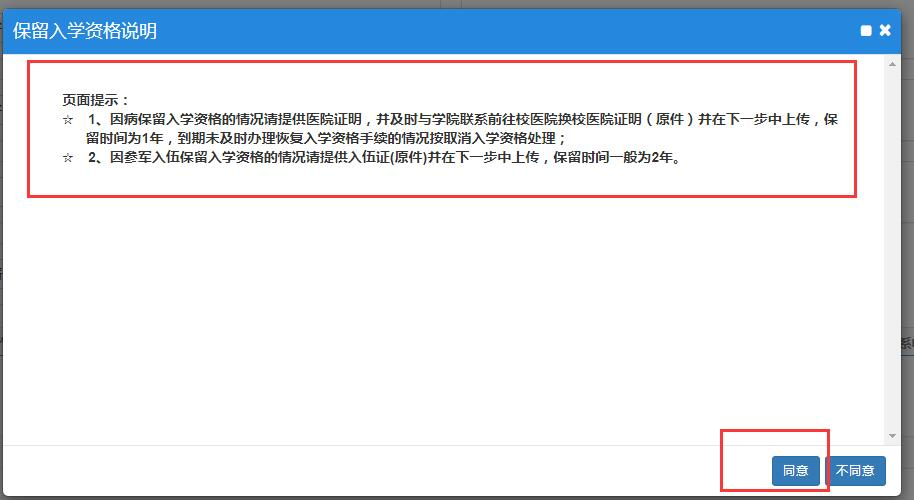 保留入学资格说明
页面提示：
☆ 1、因病保留入学资格的情况请提供医院证明，并及时与学院联系前往校医院换校医院证明（原件）并在下一步中上传，保
留时间为1年，到期未及时办理恢复入学资格手续的情况按取消入学资格处理；
☆ 2、因参军入伍保留入学资格的情况请提供入伍证(原件)并在下一步中上传，保留时间一般为2年。
同意 不同意